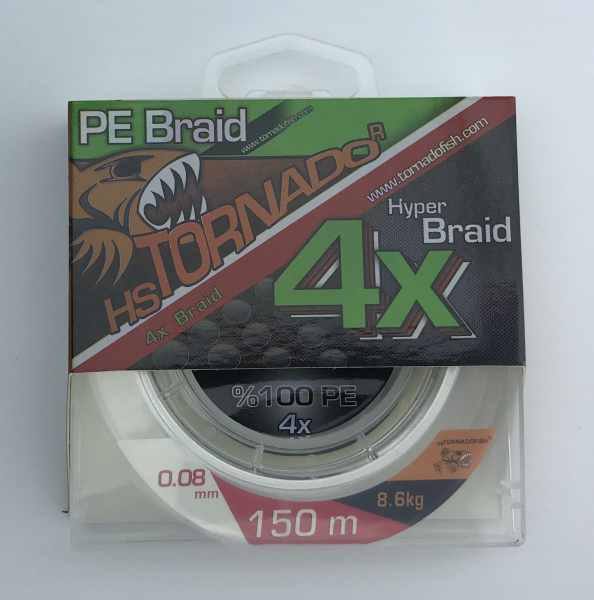 PE Braid
www.tornadofish.com
HSTORNADO R
www.tornadofish.com
Hyper
Braid
4x
4x Braid
%100 PE
4x
HSTORNADOFISH
0.08
mm
8.6kg
150 m